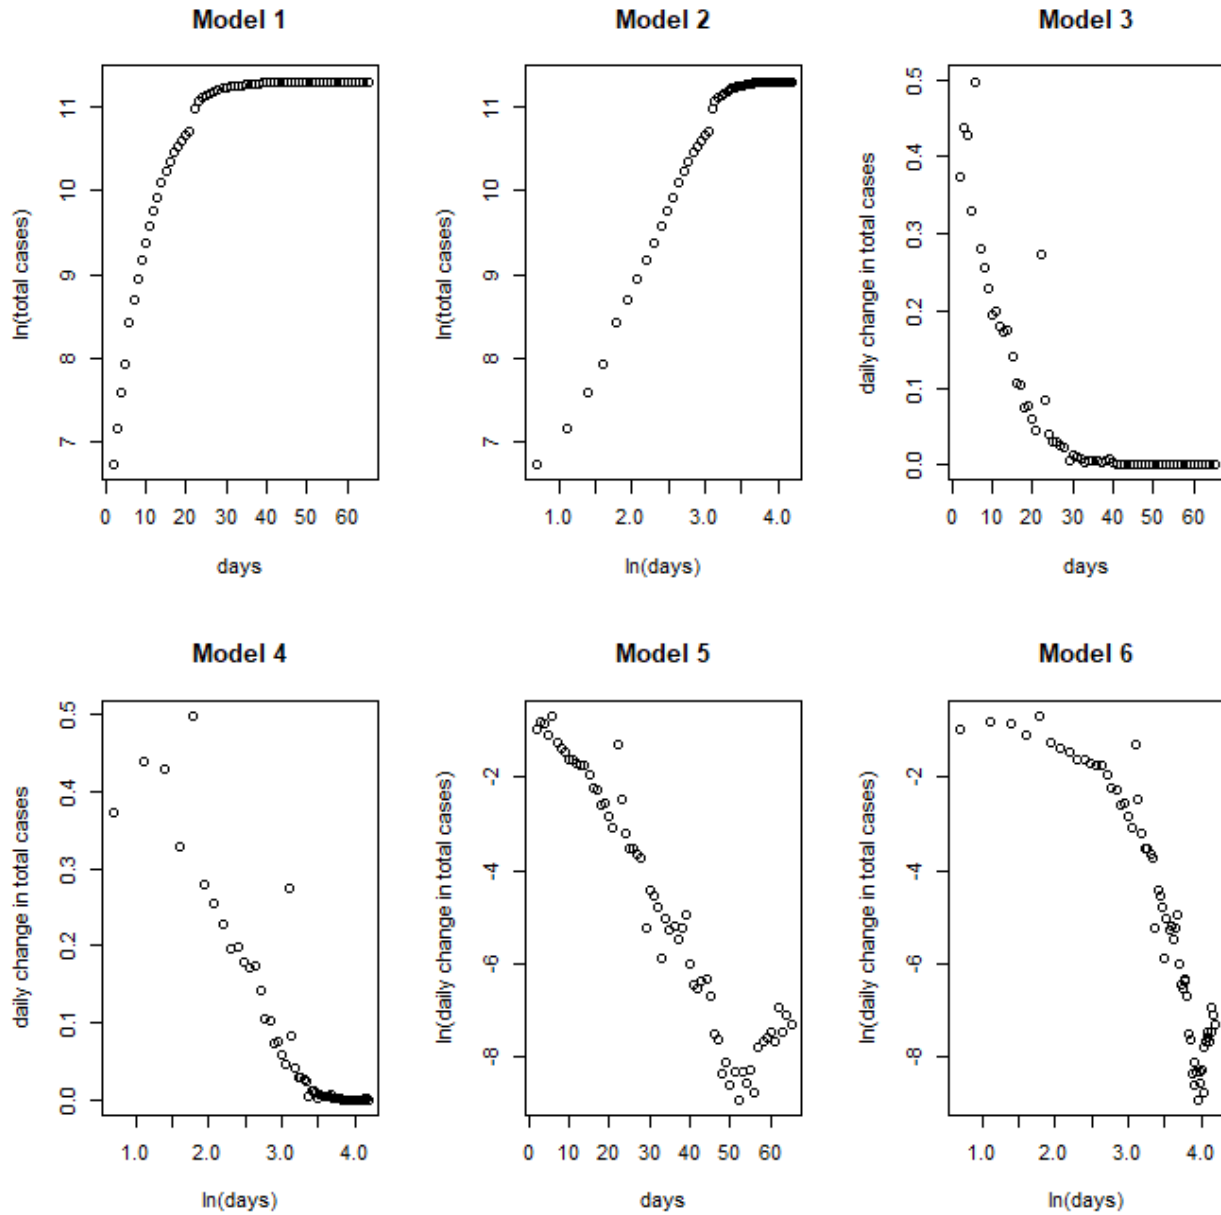 Model 1
ln(total cases)
11
10
9
8
7
0 10 20 30 40 50 60
days
Model 2
ln(total cases)
11
10
9
8
7
1.0 2.0 3.0 4.0
ln(days)
Model 3
daily change in total cases
0.5
0.4
0.3
0.2
0.1
0.0
0 10 20 30 40 50 60
days
Model 4
daily change in total cases
0.5
0.4
0.3
0.2
0.1
0.0
1.0 2.0 3.0 4.0
ln(days)
Model 5
ln(daily change in total cases)
-2
-4
-6
-8
0 10 20 30 40 50 60
days
Model 6
ln(daily change in total cases)
-2
-4
-6
-8
1.0 2.0 3.0 4.0
ln(days)